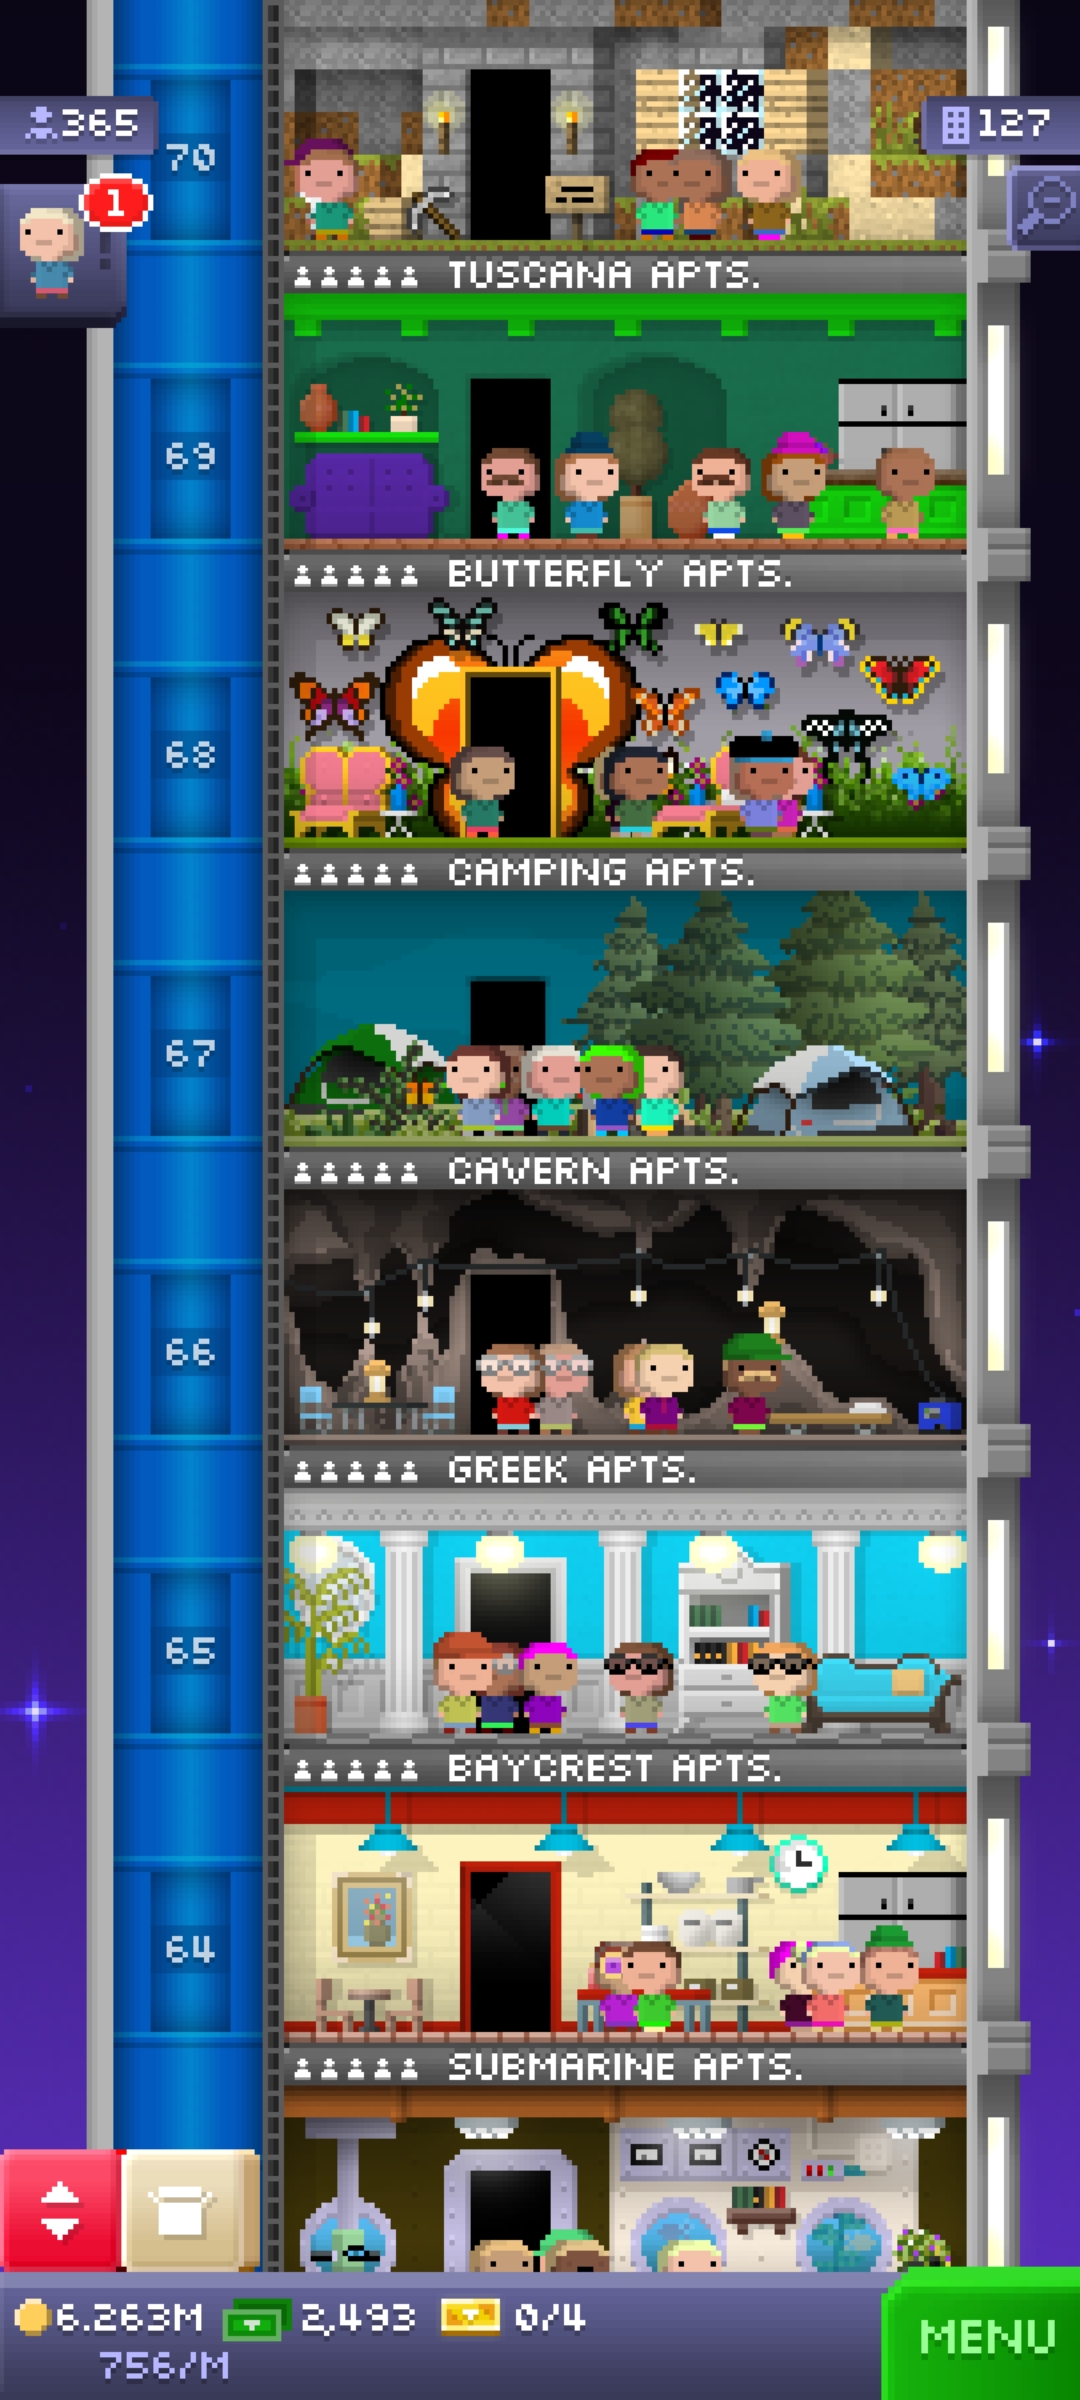 365
127
1
70
TUSCANA APTS.
69
BUTTERFLY APTS.
68
CAMPING APTS.
67
CAVERN APTS.
66
GREEK APTS.
65
BAYCREST APTS.
64
SUBMARINE APTS.
6.263M 2,493 0/4
756/M
MENU